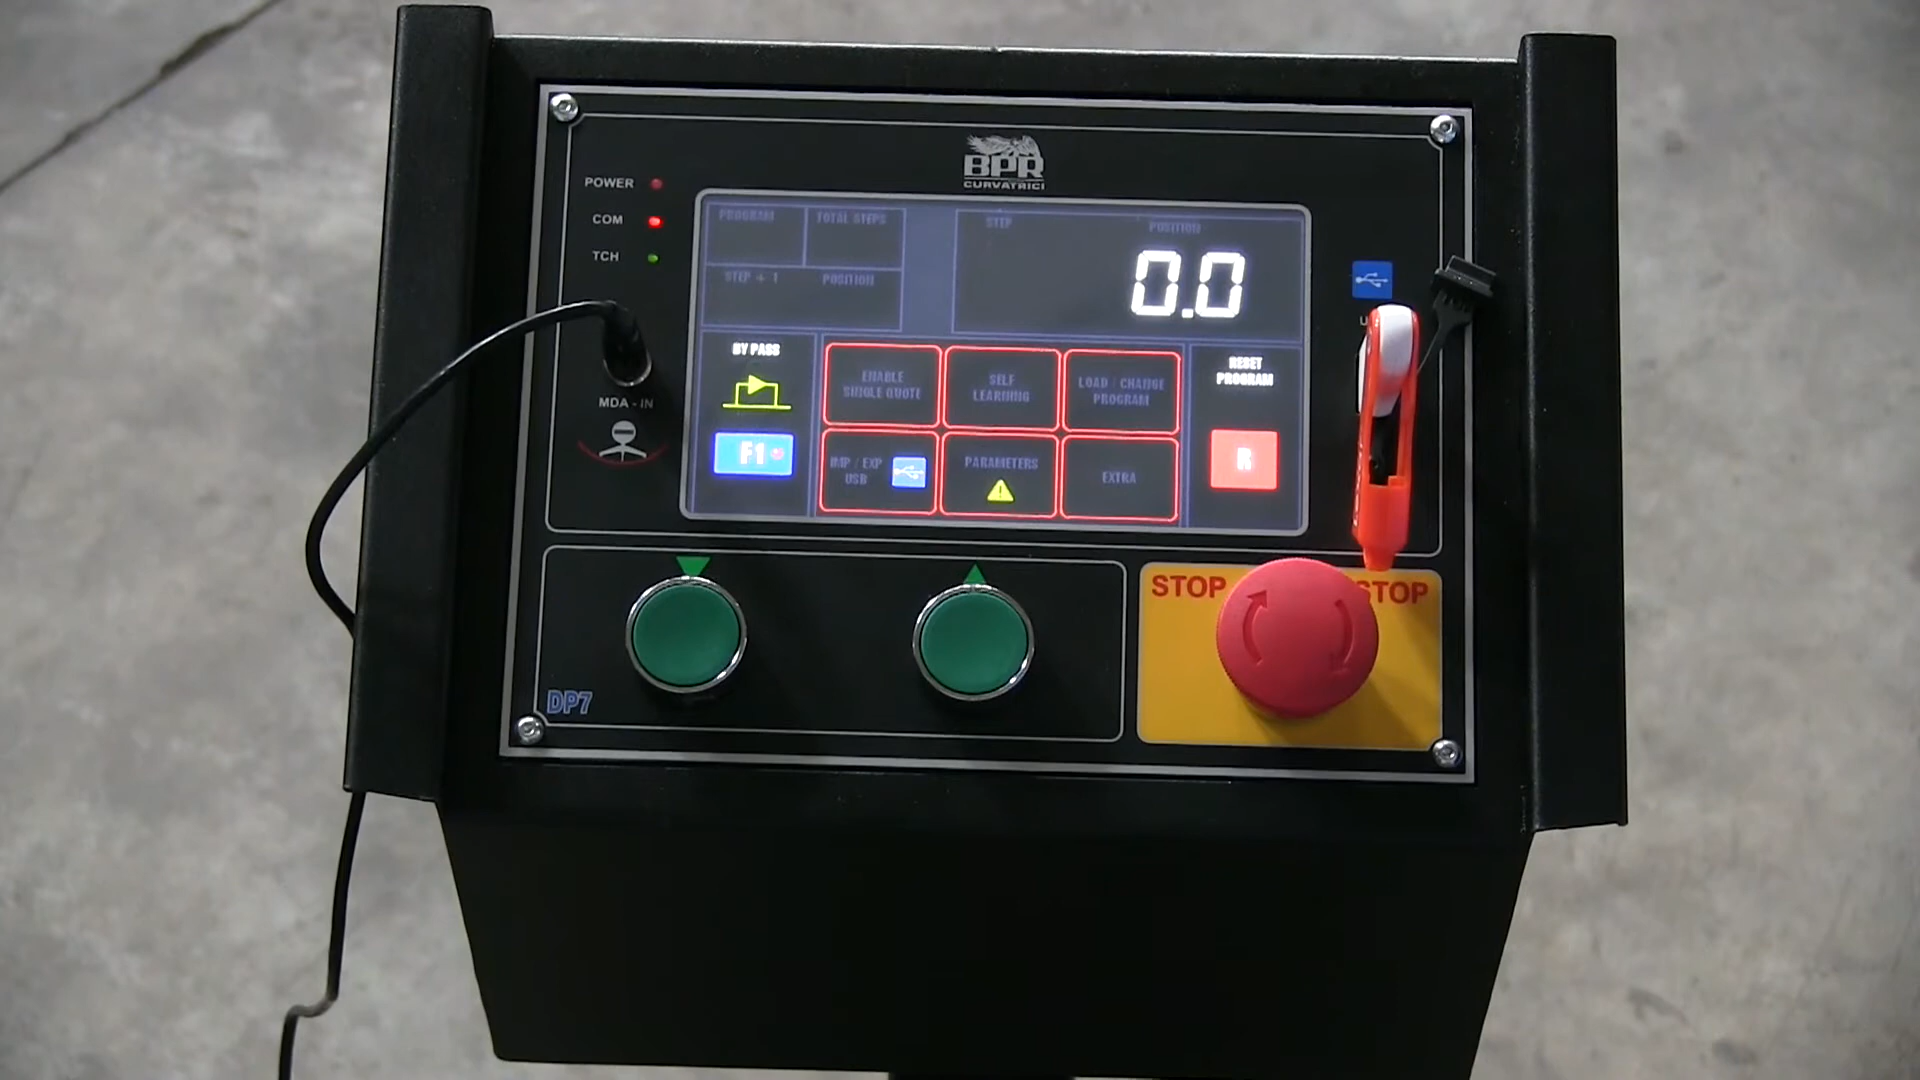 BPR
CURVATRICI
POWER
COM
TCH
MDA - IN
PROGRAM
TOTAL STEPS
STEP + 1
POSITION
STEP
POSITION
0.0
BY PASS
F1
ENABLE
SINGLE QUOTE
SELF
LEARNING
LOAD / CHANGE
PROGRAM
IMP / EXP
USB
PARAMETERS
EXTRA
RESET
PROGRAM
R
DP7
STOP
STOP